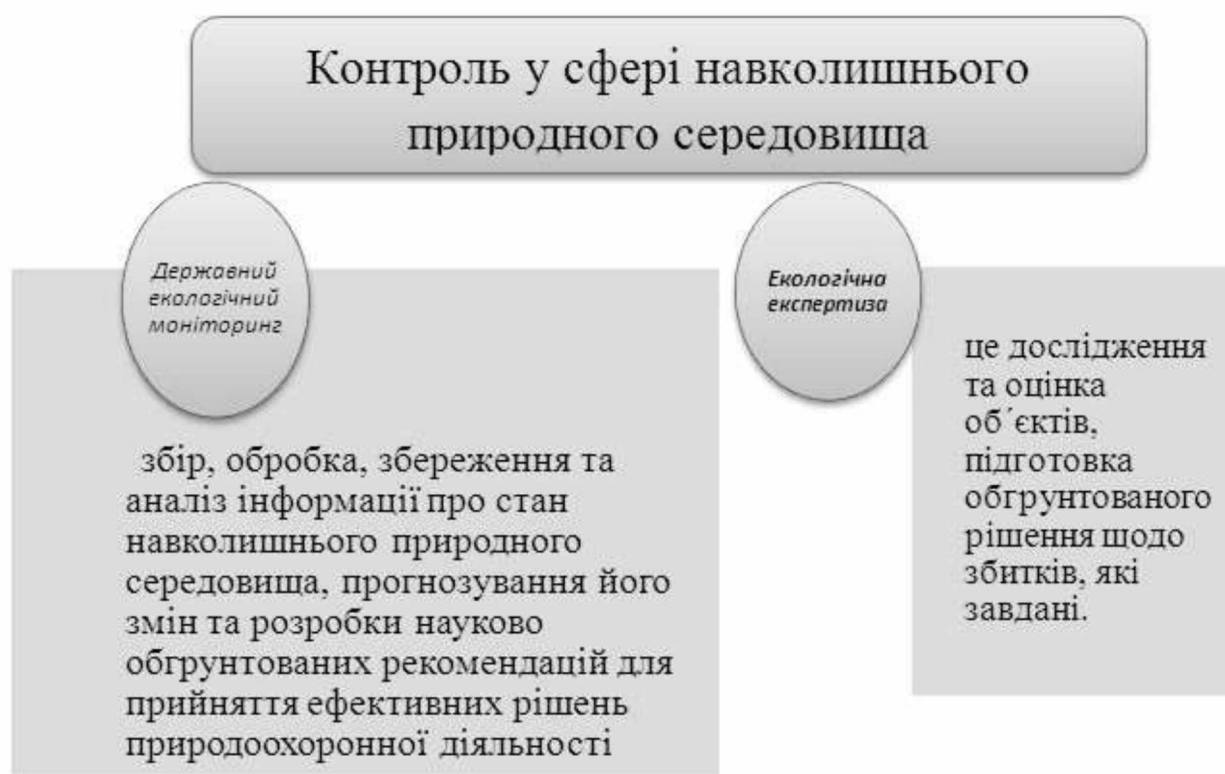 Контроль у сфері навколишнього
природного середовища
Державний
екологічний
моніторинг
збір, обробка, збереження та
аналіз інформації про стан
навколишнього природного
середовища, прогнозування його
змін та розробки науково
обгрунтованих рекомендацій для
прийняття ефективних рішень
природоохоронної діяльності
Екологічна
експертиза
це дослідження
та оцінка
об´єктів,
підготовка
обгрунтованого
рішення щодо
збитків, які
завдані.